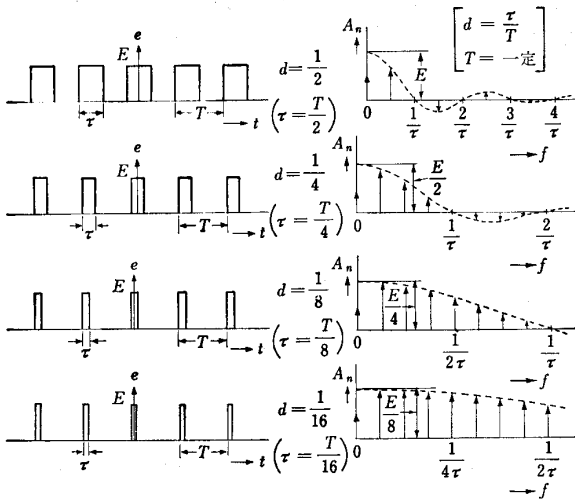 e
E
τ
T
t
d = 1/2
(τ = T/2)
A_n
E
0
1/τ
2/τ
3/τ
4/τ
f
[d = τ/T
T = 一定]
e
E
τ
T
t
d = 1/4
(τ = T/4)
A_n
E/2
0
1/τ
2/τ
f
e
E
τ
T
t
d = 1/8
(τ = T/8)
A_n
E/4
0
1/2τ
1/τ
f
e
E
τ
T
t
d = 1/16
(τ = T/16)
A_n
E/8
0
1/4τ
1/2τ
f